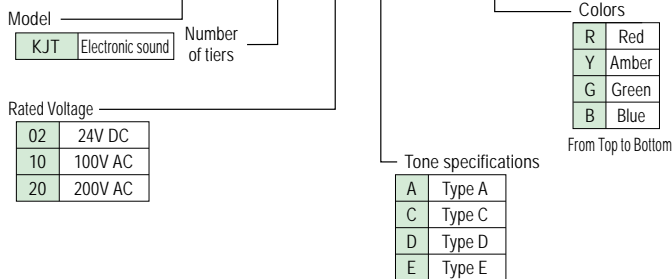 Model
KJT Electronic sound
Number
of tiers
Rated Voltage
02 24V DC
10 100V AC
20 200V AC
Tone specifications
A Type A
C Type C
D Type D
E Type E
Colors
R Red
Y Amber
G Green
B Blue
From Top to Bottom